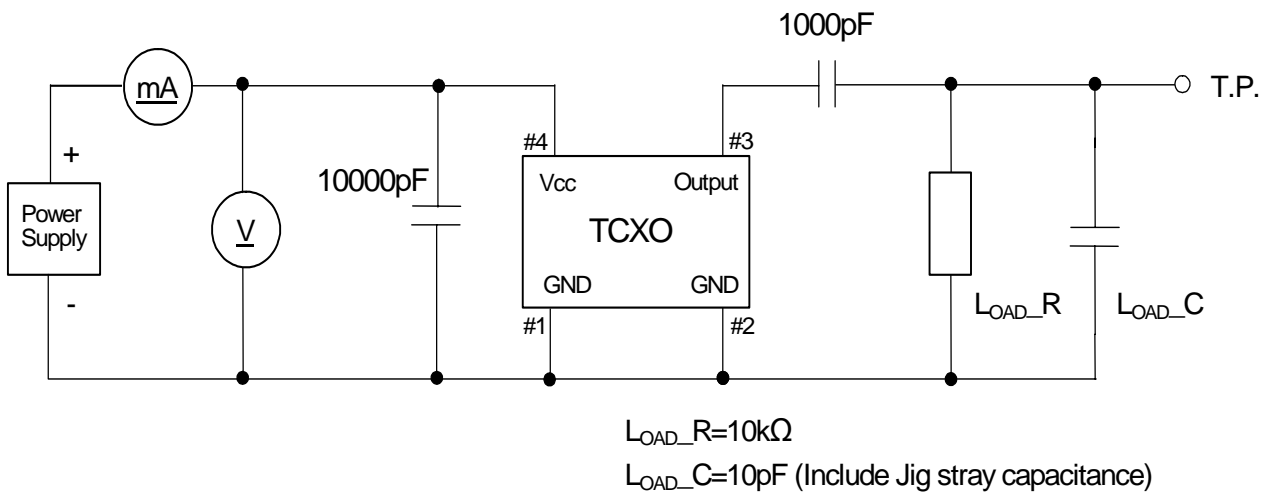 1000pF
mA
T.P.
#4
#3
+
10000pF
Vcc
Output
Power
Supply
V
TCXO
GND
GND
-
LOAD_R
LOAD_C
#1
#2
LOAD_R=10kΩ
LOAD_C=10pF (Include Jig stray capacitance)